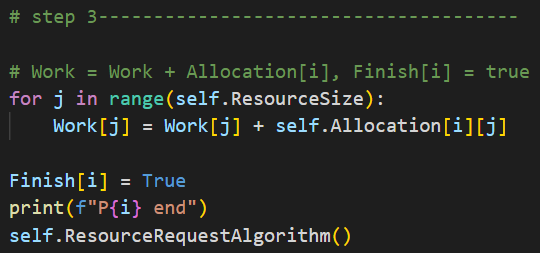 # step 3---------------------------------------
# Work = Work + Allocation[i], Finish[i] = true
for j in range(self.ResourceSize):
    Work[j] = Work[j] + self.Allocation[i][j]
Finish[i] = True
print(f"P{i} end")
self.ResourceRequestAlgorithm()